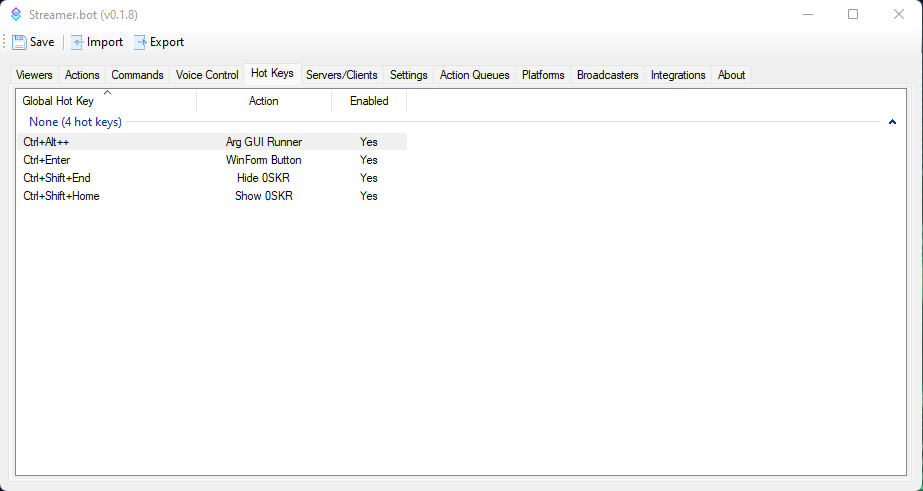 Streamer.bot (v0.1.8)
Save Import Export
Viewers Actions Commands Voice Control Hot Keys Servers/Clients Settings Action Queues Platforms Broadcasters Integrations About
Global Hot Key Action Enabled
None (4 hot keys)
Ctrl+Alt++ Arg GUI Runner Yes
Ctrl+Enter WinForm Button Yes
Ctrl+Shift+End Hide 0SKR Yes
Ctrl+Shift+Home Show 0SKR Yes